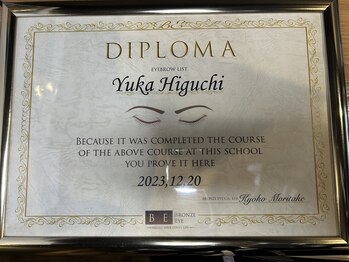 DIPLOMA
EYEBROW LIST
Yuka Higuchi
BECAUSE IT WAS COMPLETED THE COURSE
OF THE ABOVE COURSE AT THIS SCHOOL
YOU PROVE IT HERE
2023,12.20
Kyoko Moritake
BE BRONZE
EYE